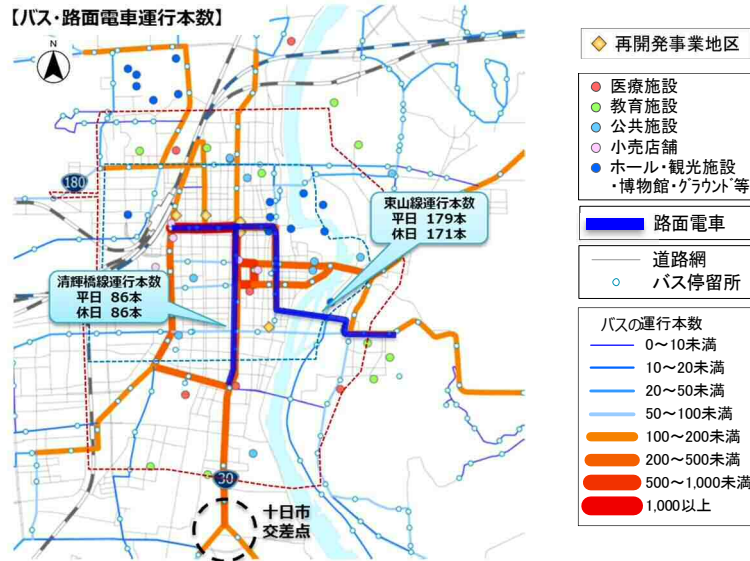 【バス・路面電車運行本数】
N
180
東山線運行本数
平日 179本
休日 171本
清輝橋線運行本数
平日 86本
休日 86本
30
十日市
交差点
再開発事業地区
医療施設
教育施設
公共施設
小売店舗
ホール・観光施設
・博物館・グラウンド等
路面電車
道路網
バス停留所
バスの運行本数
0～10未満
10～20未満
20～50未満
50～100未満
100～200未満
200～500未満
500～1,000未満
1,000以上